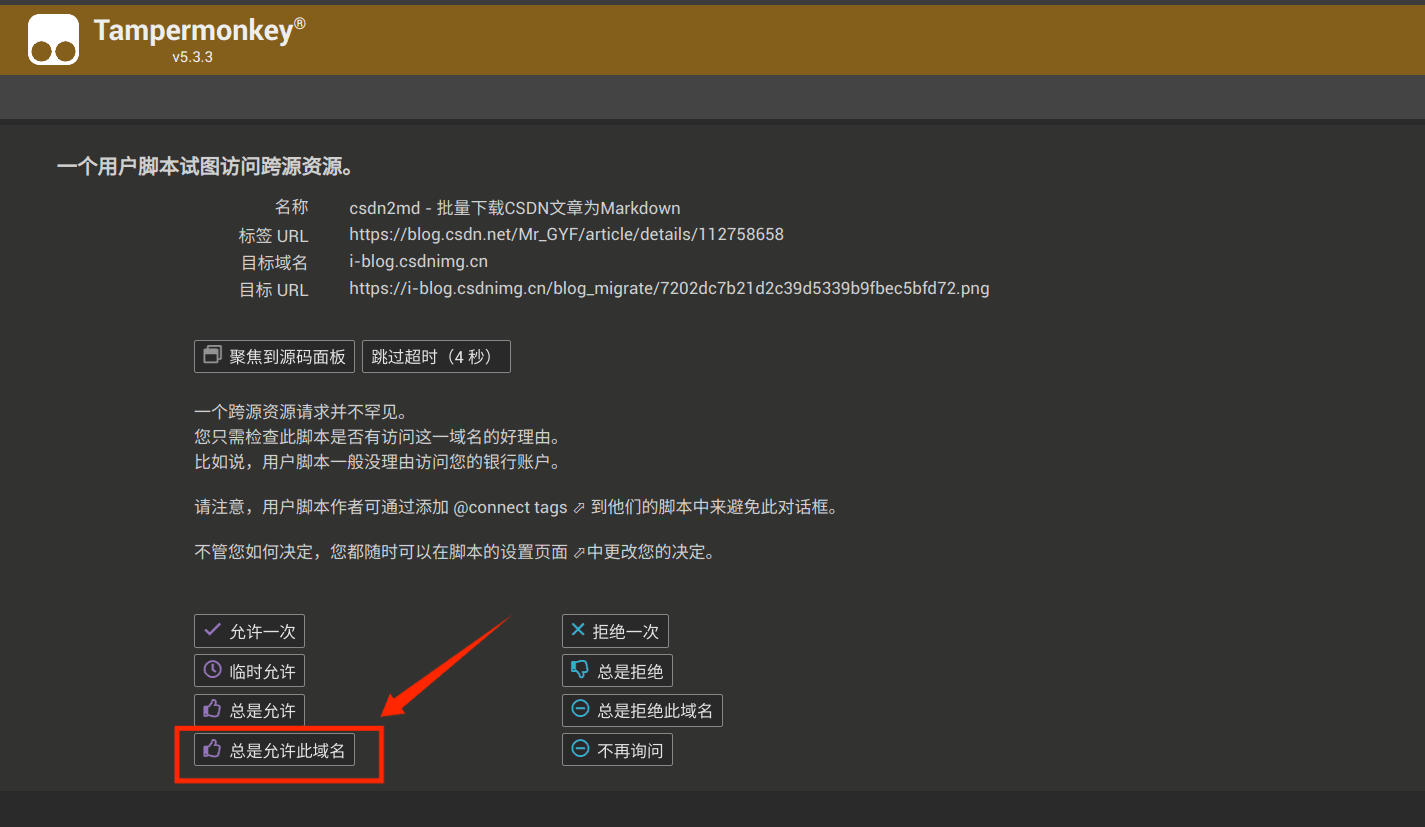 Tampermonkey®
v5.3.3
一个用户脚本试图访问跨源资源。
名称 csdn2md - 批量下载CSDN文章为Markdown
标签 URL https://blog.csdn.net/Mr_GYF/article/details/112758658
目标域名 i-blog.csdnimg.cn
目标 URL https://i-blog.csdnimg.cn/blog_migrate/7202dc7b21d2c39d5339b9fbec5bfd72.png
聚焦到源码面板 跳过超时（4 秒）
一个跨源资源请求并不罕见。
您只需检查此脚本是否有访问这一域名的好理由。
比如说，用户脚本一般没理由访问您的银行账户。
请注意，用户脚本作者可通过添加 @connect tags ⬀ 到他们的脚本中来避免此对话框。
不管您如何决定，您都随时可以在脚本的设置页面 ⬀中更改您的决定。
允许一次 拒绝一次
临时允许 总是拒绝
总是允许 总是拒绝此域名
总是允许此域名 不再询问